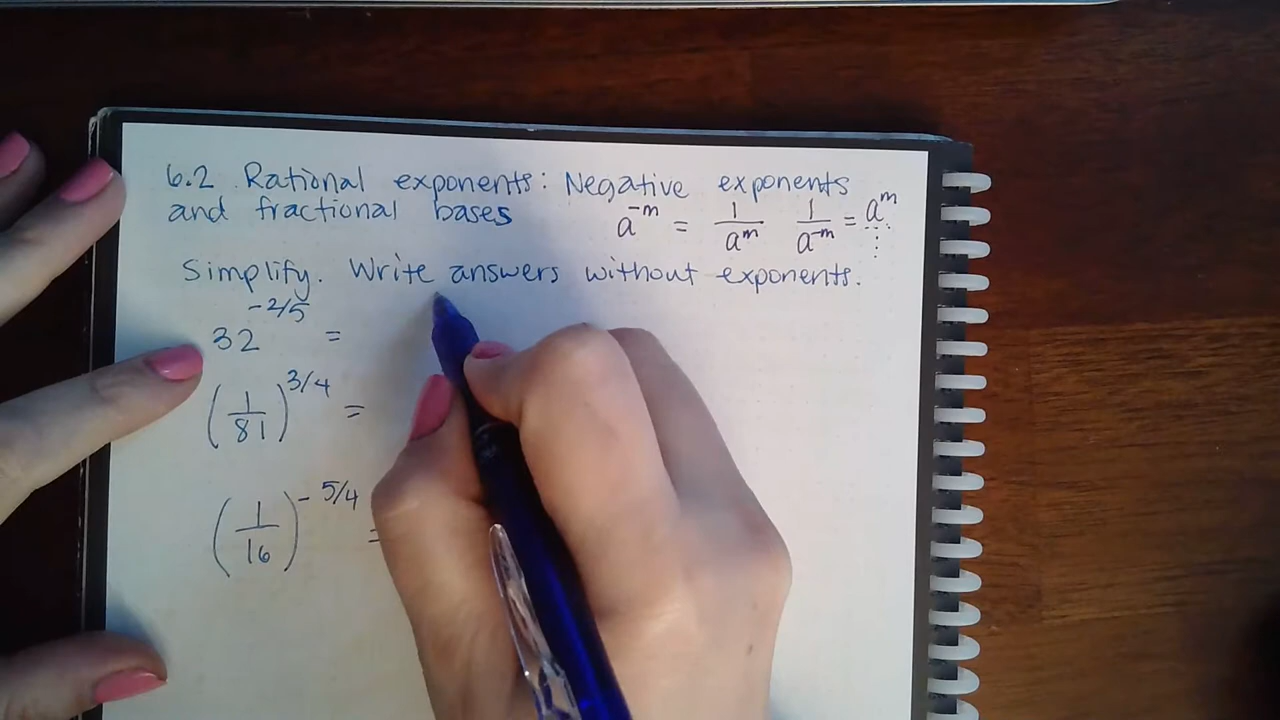 6.2 Rational exponents: Negative exponents
and fractional bases a^-m = 1/a^m 1/a^-m = a^m
Simplify. Write answers without exponents.
32^-2/5 =
(1/81)^3/4 =
(1/16)^-5/4 =